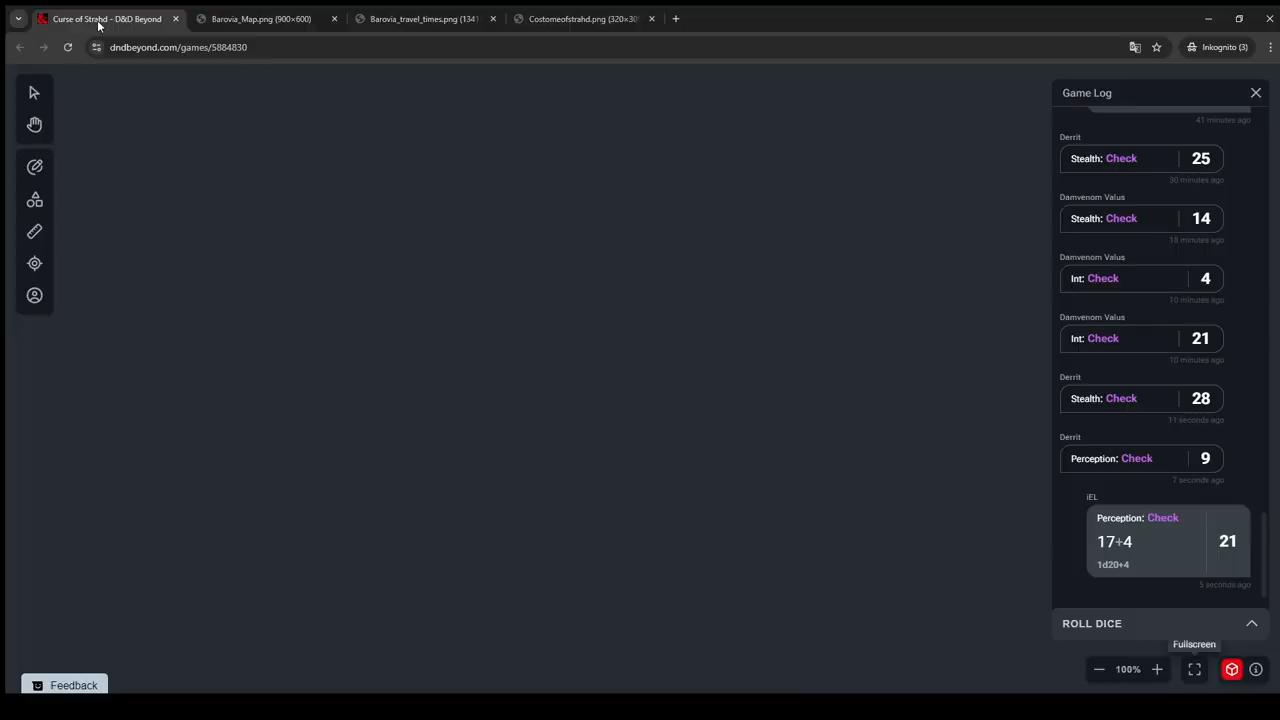 Curse of Strahd - D&D Beyond
Barovia_Map.png (900×600)
Barovia_travel_times.png (1341
Costomeofstrahd.png (320×30
dndbeyond.com/games/5884830
Inkognito (3)
Game Log
41 minutes ago
Derrit
Stealth: Check 25
30 minutes ago
Damvenom Valus
Stealth: Check 14
18 minutes ago
Damvenom Valus
Int: Check 4
10 minutes ago
Damvenom Valus
Int: Check 21
10 minutes ago
Derrit
Stealth: Check 28
11 seconds ago
Derrit
Perception: Check 9
7 seconds ago
iEL
Perception: Check
17+4 21
1d20+4
5 seconds ago
ROLL DICE
Fullscreen
100%
Feedback